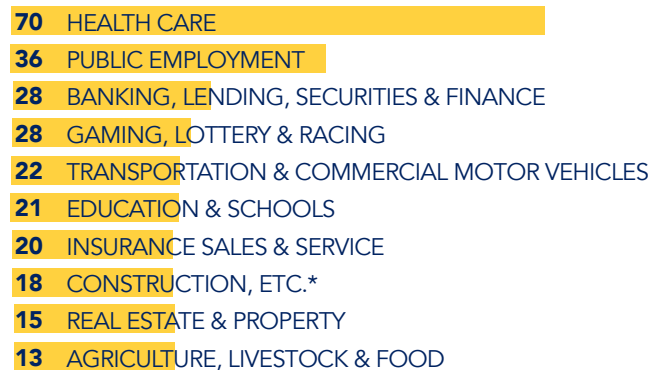 70 HEALTH CARE
36 PUBLIC EMPLOYMENT
28 BANKING, LENDING, SECURITIES & FINANCE
28 GAMING, LOTTERY & RACING
22 TRANSPORTATION & COMMERCIAL MOTOR VEHICLES
21 EDUCATION & SCHOOLS
20 INSURANCE SALES & SERVICE
18 CONSTRUCTION, ETC.*
15 REAL ESTATE & PROPERTY
13 AGRICULTURE, LIVESTOCK & FOOD